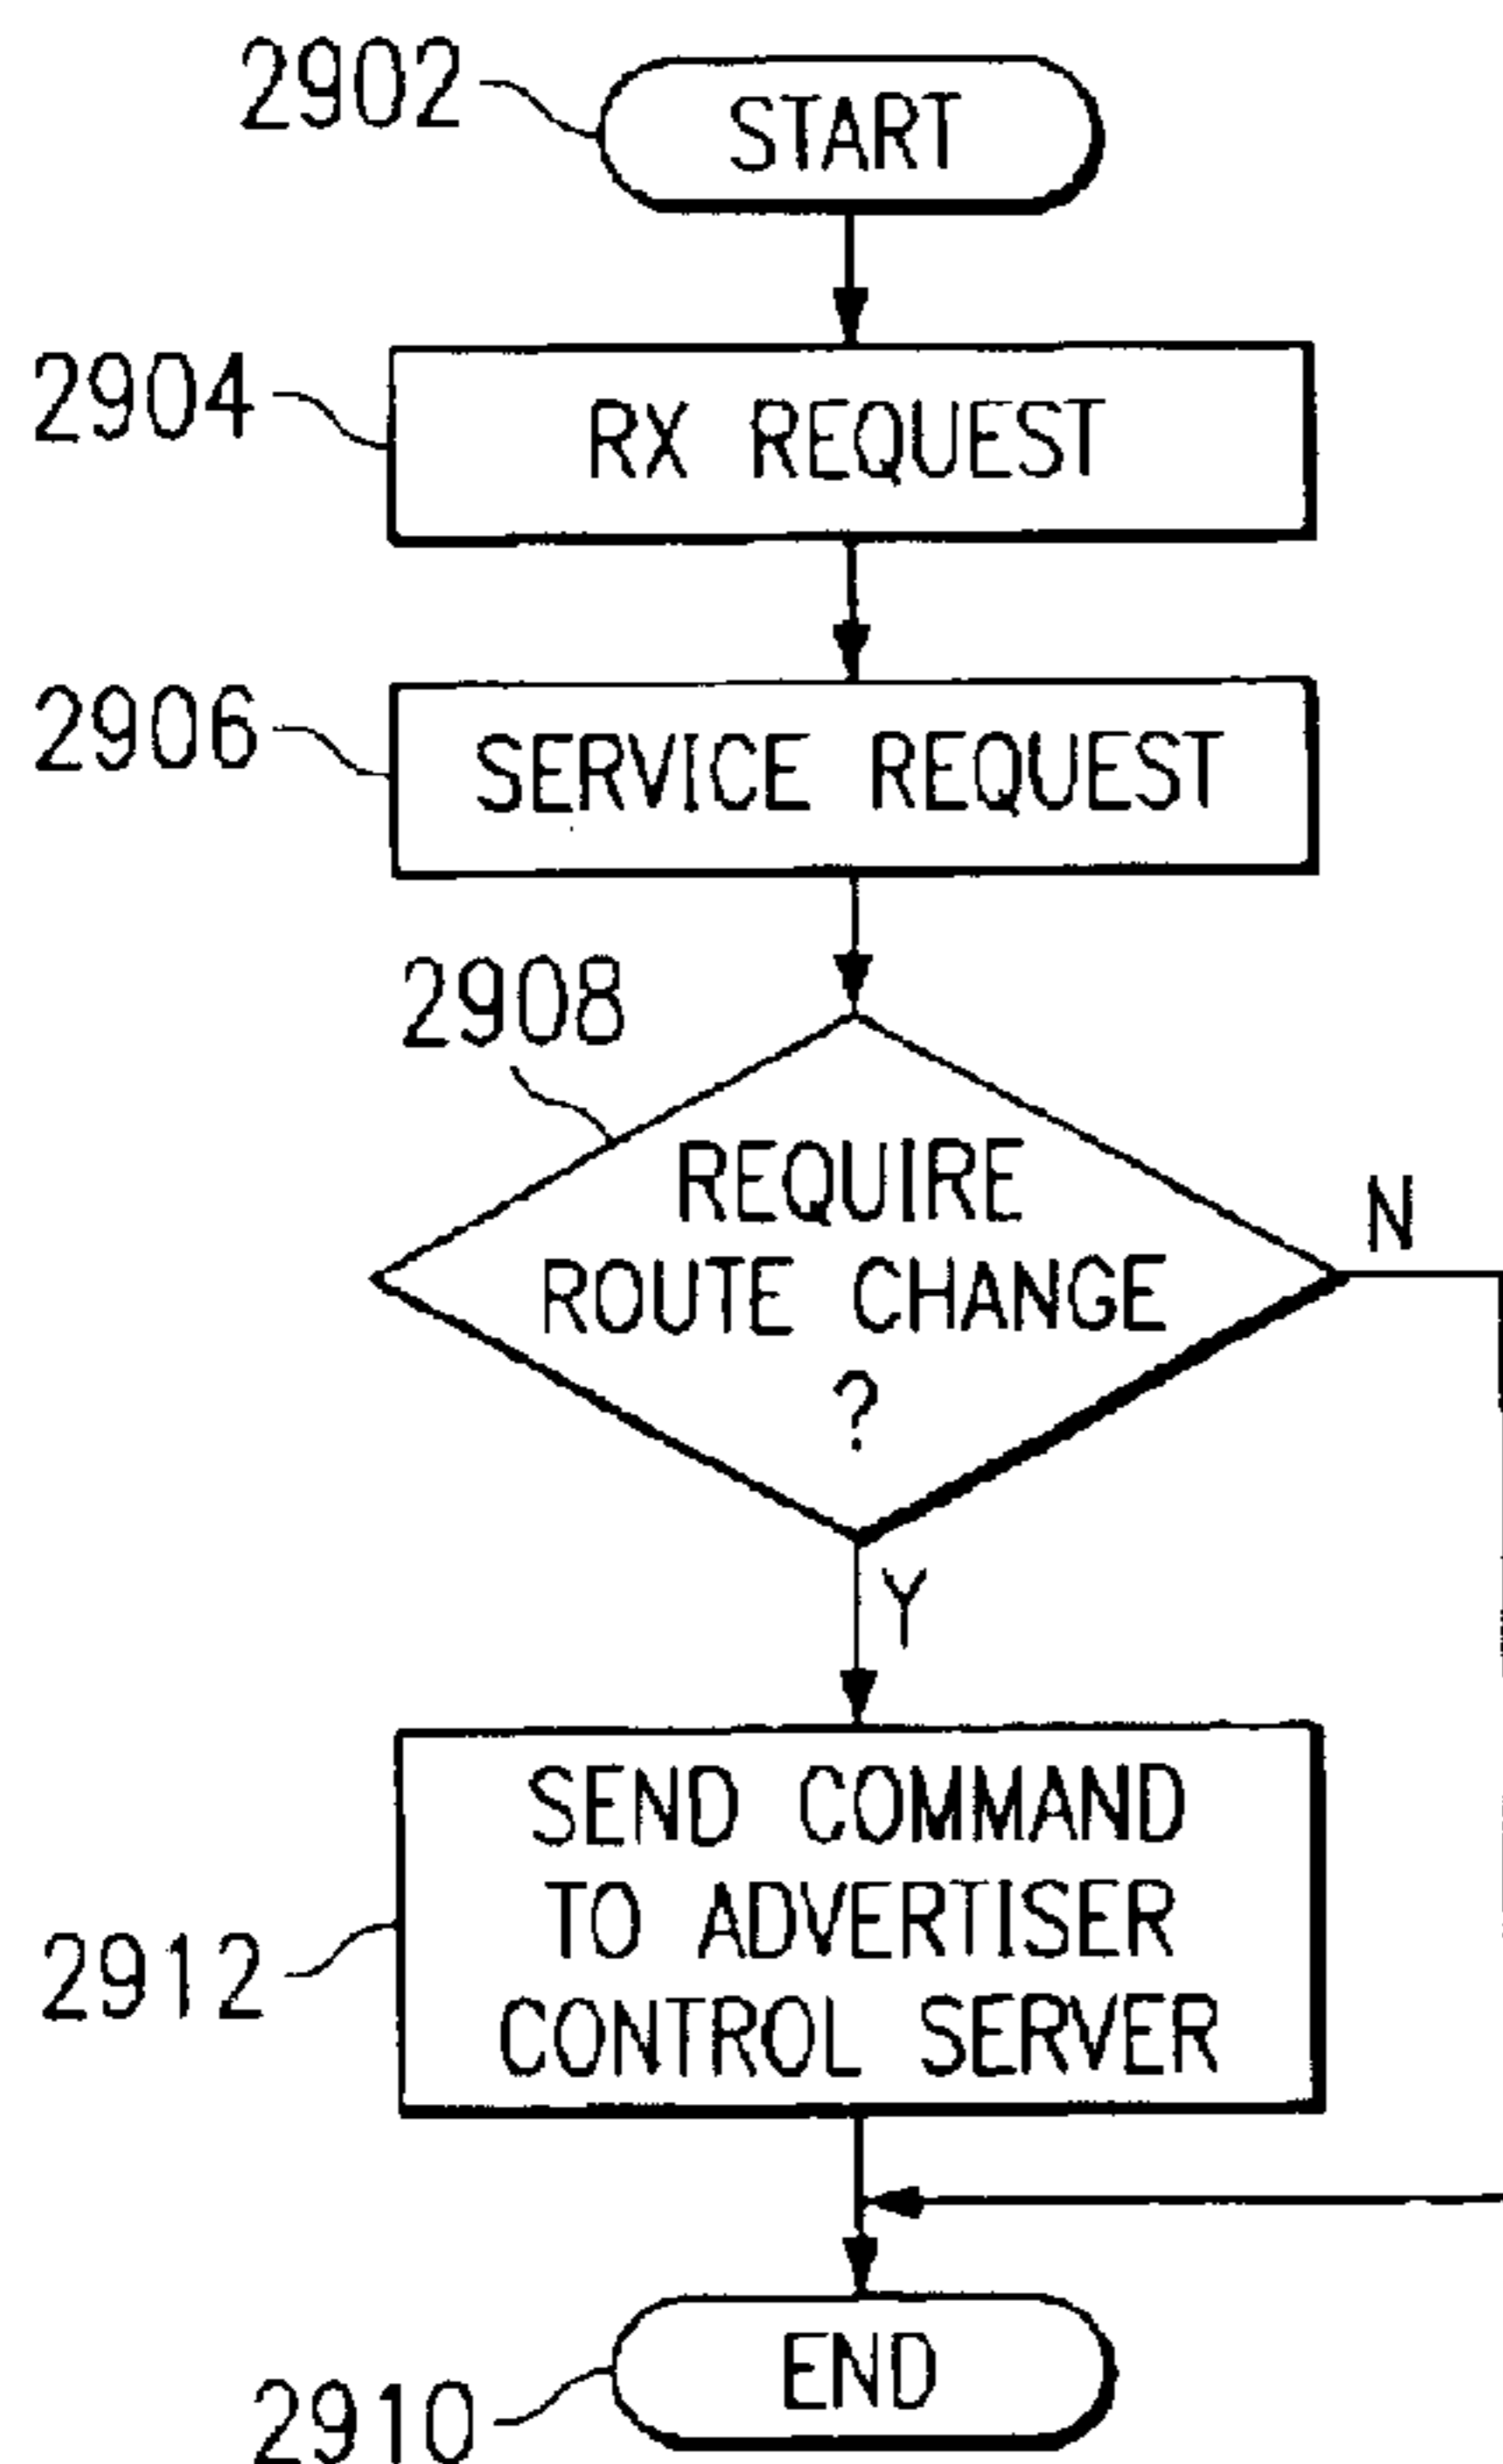 2902
START
2904
RX REQUEST
2906
SERVICE REQUEST
2908
REQUIRE
ROUTE CHANGE
?
N
Y
SEND COMMAND
TO ADVERTISER
CONTROL SERVER
2912
END
2910